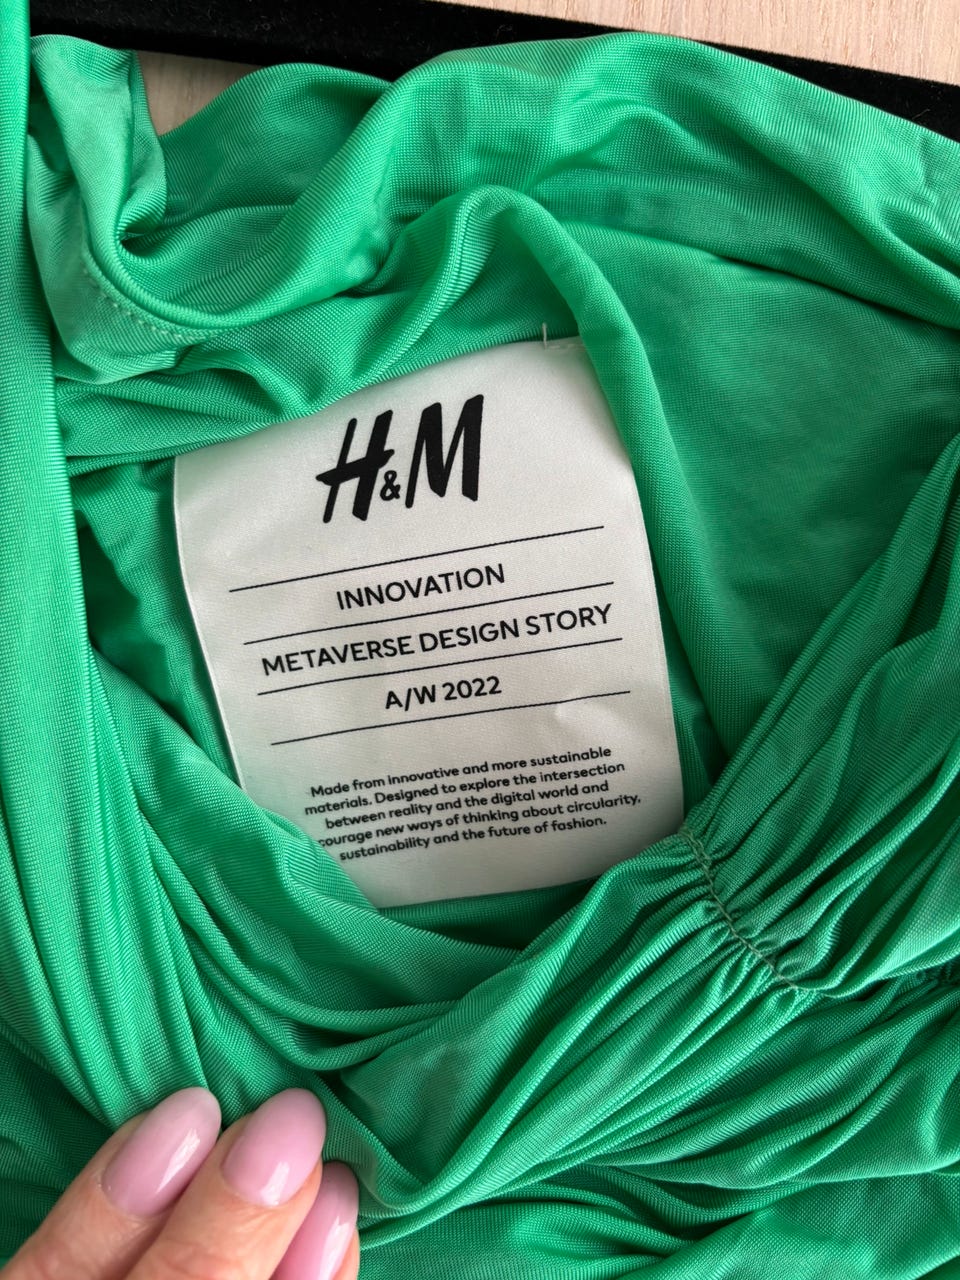 H&M
INNOVATION
METAVERSE DESIGN STORY
A/W 2022
Made from innovative and more sustainable
materials. Designed to explore the intersection
between reality and the digital world and
courage new ways of thinking about circularity,
sustainability and the future of fashion.